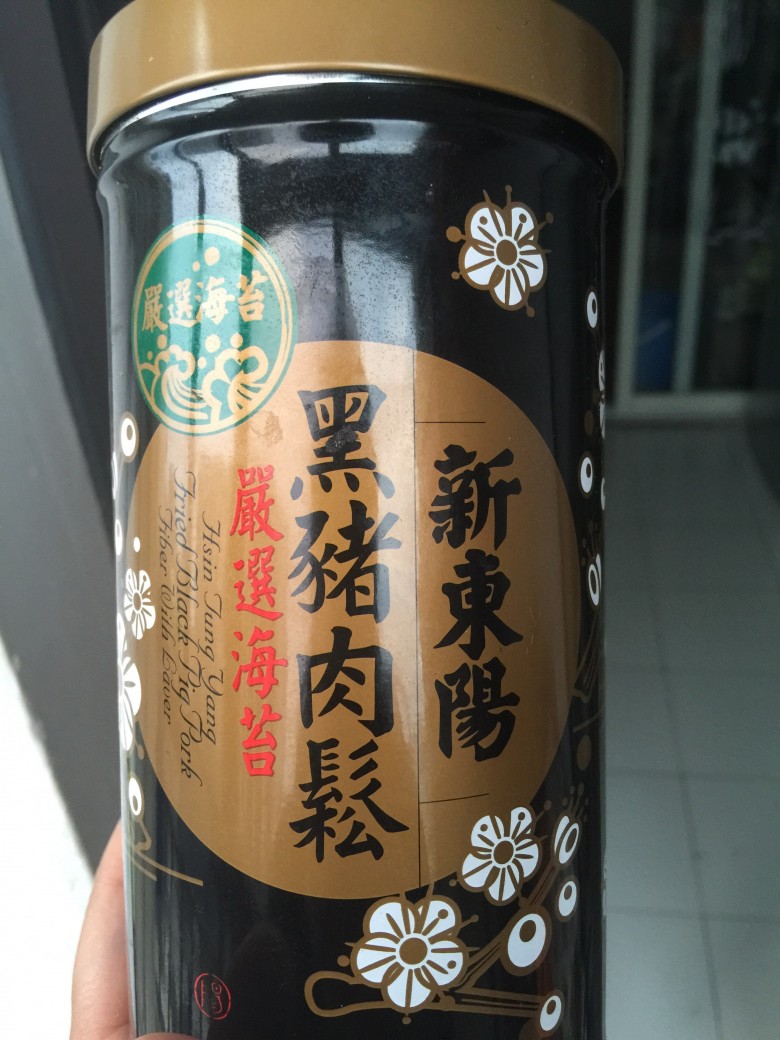 嚴選海苔
新東陽
黑豬肉鬆
嚴選海苔
Hsin Tung Yang
Fried Black Pig Pork
Fiber With Laver